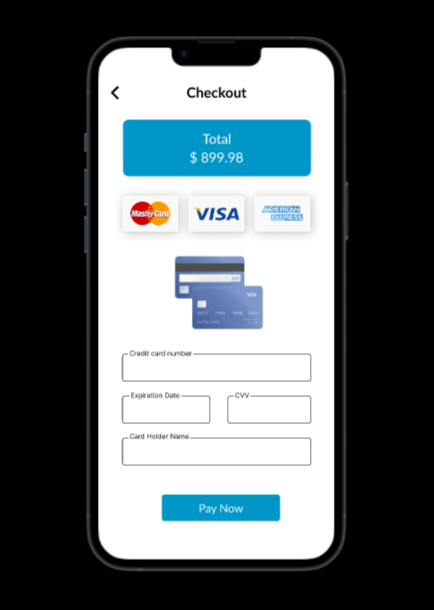 Checkout
Total
$ 899.98
MasterCard
VISA
AMERICAN
EXPRESS
VISA
Credit card number
Expiration Date
CVV
Card Holder Name
Pay Now